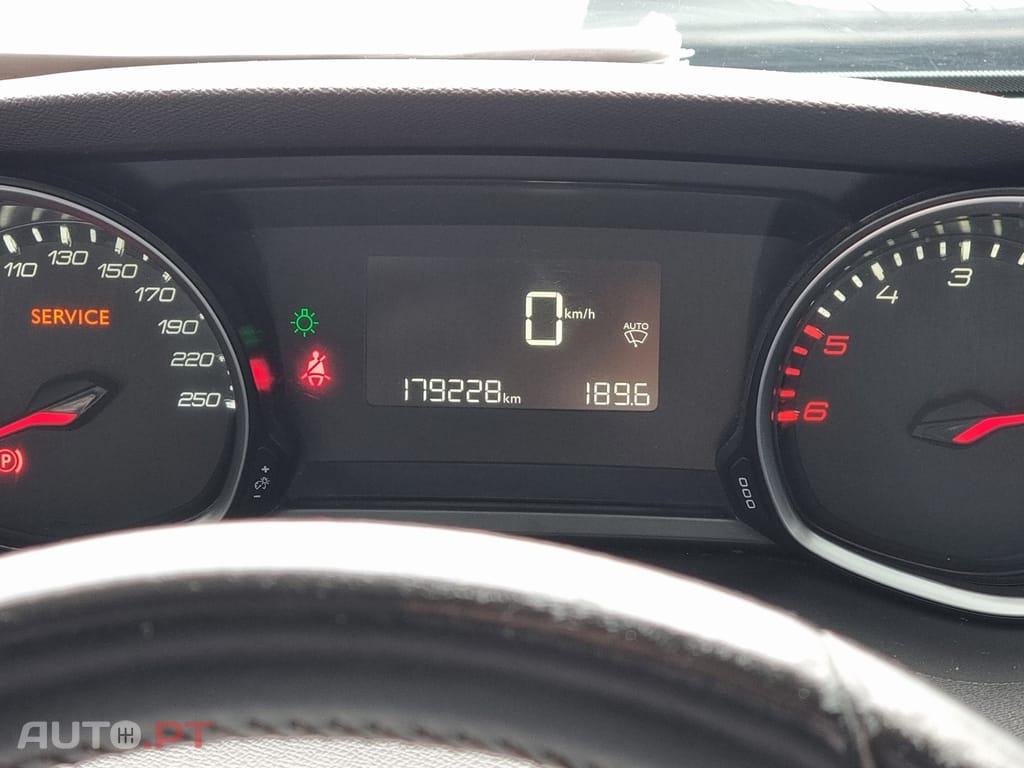 110 130 150 170 190 220 250
SERVICE
(P)
+
-
0 km/h
AUTO
179228 km 189.6
3 4 5 6
000
AUTO.PT